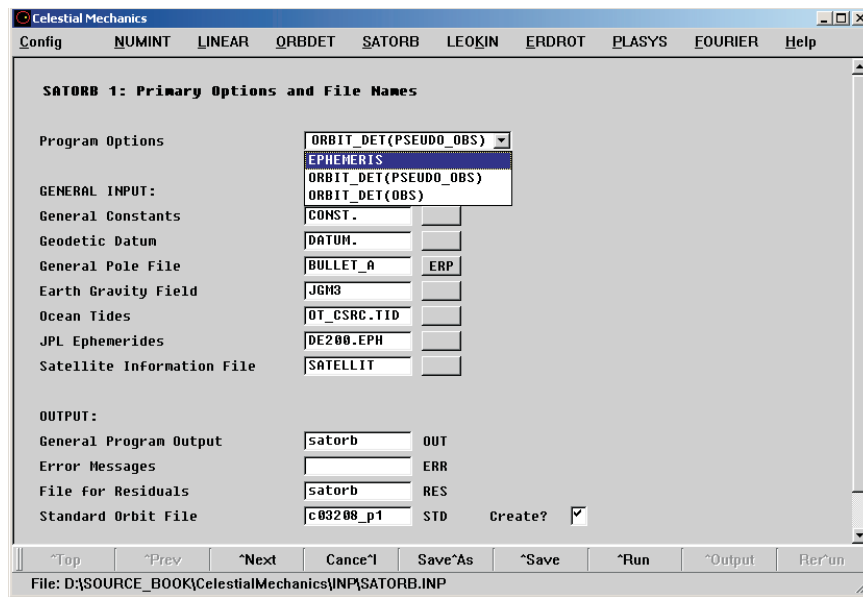 Celestial Mechanics
Config NUMINT LINEAR ORBDET SATORB LEOKIN ERDROT PLASYS FOURIER Help
SATORB 1: Primary Options and File Names
Program Options ORBIT_DET(PSEUDO_OBS)
EPHEMERIS
ORBIT_DET(PSEUDO_OBS)
ORBIT_DET(OBS)
GENERAL INPUT:
General Constants CONST.
Geodetic Datum DATUM.
General Pole File BULLET_A ERP
Earth Gravity Field JGM3
Ocean Tides OT_CSRC.TID
JPL Ephemerides DE200.EPH
Satellite Information File SATELLIT
OUTPUT:
General Program Output satorb OUT
Error Messages ERR
File for Residuals satorb RES
Standard Orbit File c03208_p1 STD Create?
^Top ^Prev ^Next Cance^l Save^As ^Save ^Run ^Output Rer^un
File: D:\SOURCE_BOOK\CelestialMechanics\INP\SATORB.INP